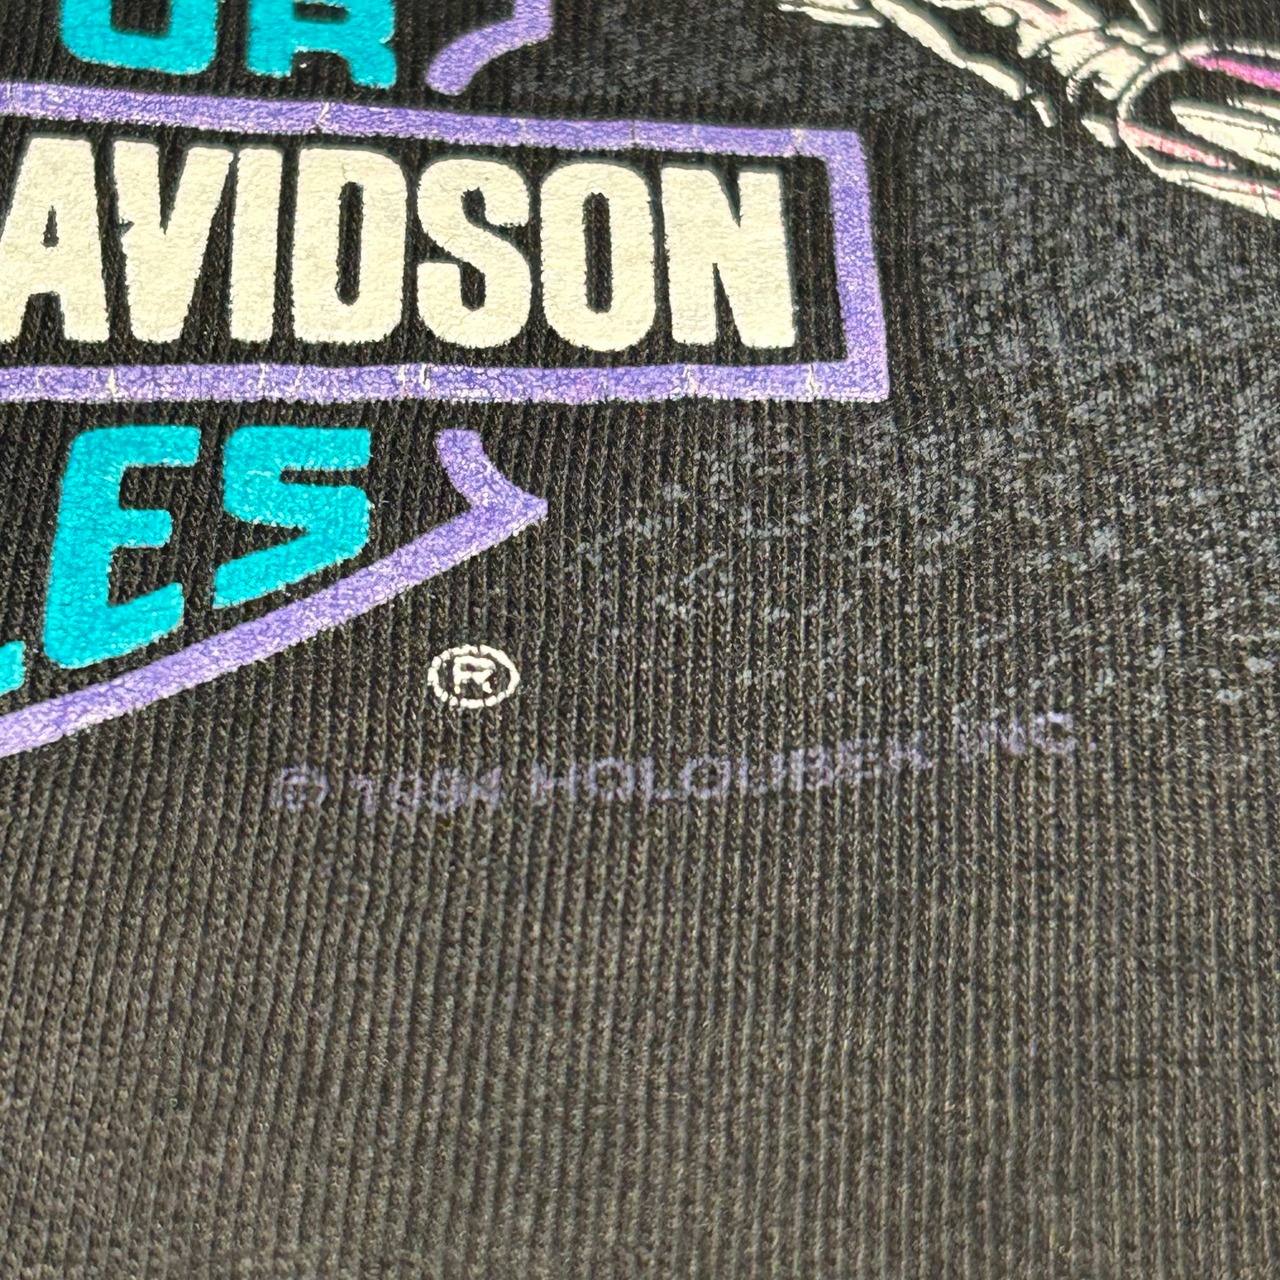 OR
AVIDSON
LES
®
© 1994 HOLOUBEK INC.